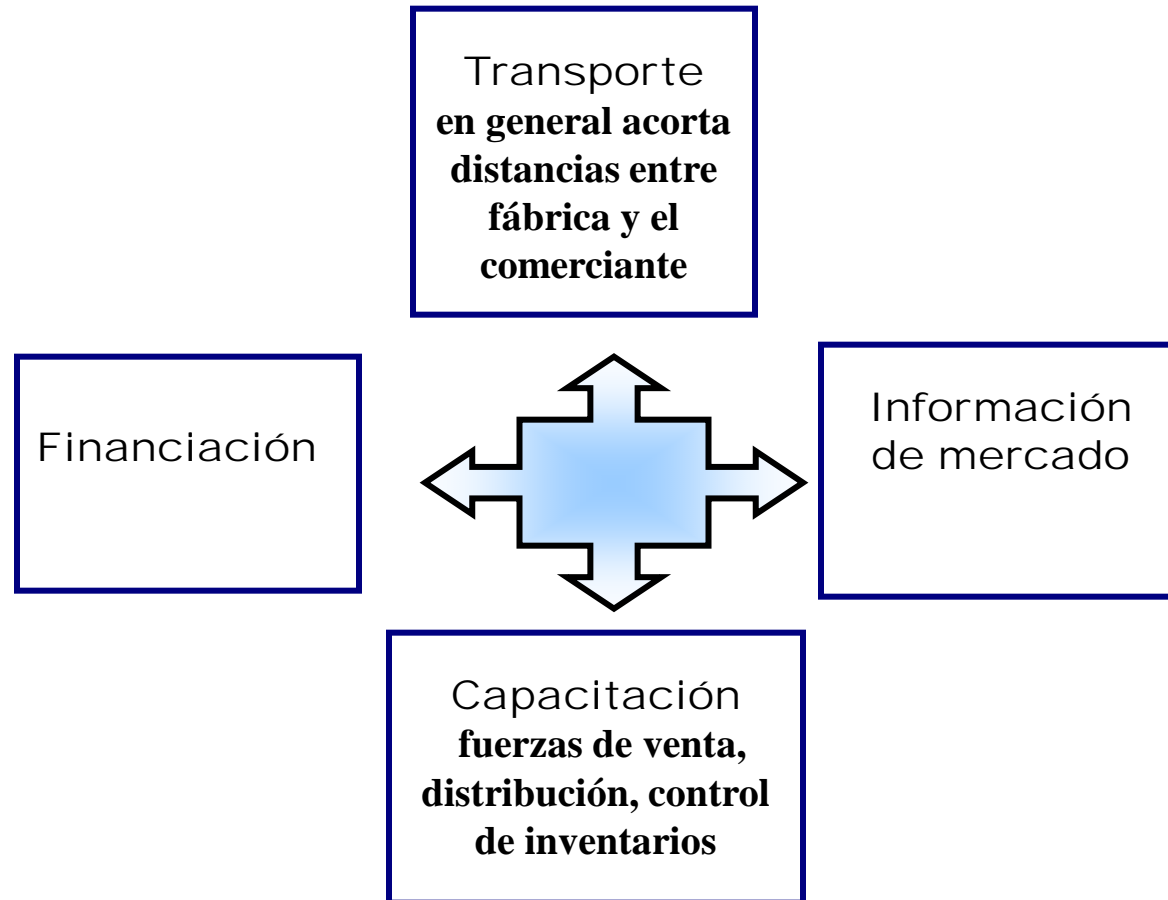 Transporte
en general acorta
distancias entre
fábrica y el
comerciante
Financiación
Información
de mercado
Capacitación
fuerzas de venta,
distribución, control
de inventarios